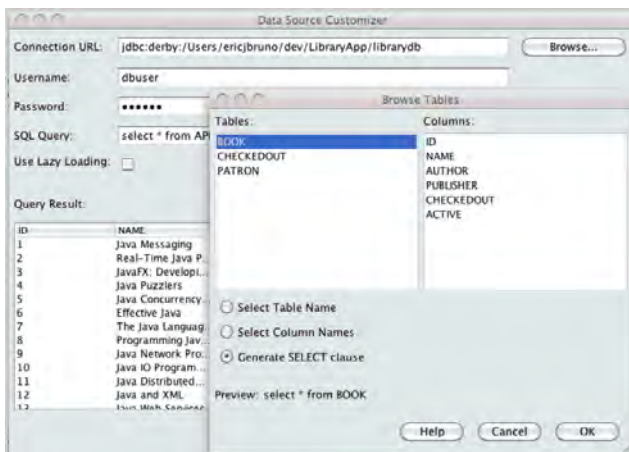 Data Source Customizer
Connection URL: jdbc:derby:/Users/ericjbruno/dev/LibraryApp/librarydb Browse...
Username: dbuser
Password: ••••••
SQL Query: select * from AP
Use Lazy Loading:
Query Result:
ID NAME
1 Java Messaging
2 Real-Time Java P...
3 JavaFX: Developi...
4 Java Puzzlers
5 Java Concurrency...
6 Effective Java
7 The Java Languag...
8 Programming Jav...
9 Java Network Pro...
10 Java IO Program...
11 Java Distributed...
12 Java and XML
13 Java Web Services
Browse Tables
Tables: Columns:
BOOK ID
CHECKEDOUT NAME
PATRON AUTHOR
PUBLISHER
CHECKEDOUT
ACTIVE
Select Table Name
Select Column Names
Generate SELECT clause
Preview: select * from BOOK
Help Cancel OK